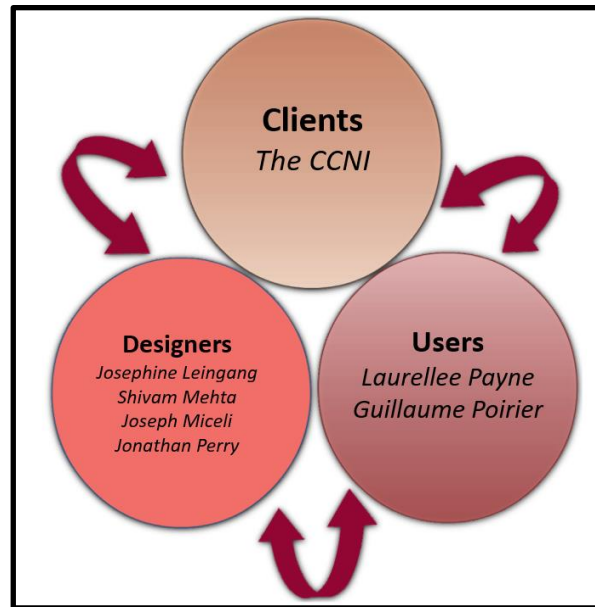 Clients
The CCNI
Designers
Josephine Leingang
Shivam Mehta
Joseph Miceli
Jonathan Perry
Users
Laurellee Payne
Guillaume Poirier